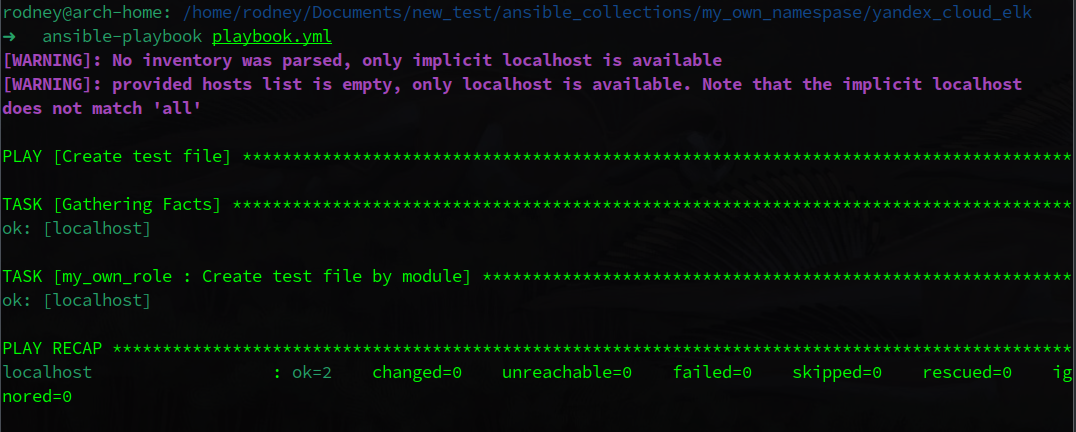 rodney@arch-home: /home/rodney/Documents/new_test/ansible_collections/my_own_namespase/yandex_cloud_elk
➜  ansible-playbook playbook.yml
[WARNING]: No inventory was parsed, only implicit localhost is available
[WARNING]: provided hosts list is empty, only localhost is available. Note that the implicit localhost
does not match 'all'
PLAY [Create test file] ***********************************************************************************
TASK [Gathering Facts] ************************************************************************************
ok: [localhost]
TASK [my_own_role : Create test file by module] ***********************************************************
ok: [localhost]
PLAY RECAP ************************************************************************************************
localhost                  : ok=2    changed=0    unreachable=0    failed=0    skipped=0    rescued=0    ig
nored=0